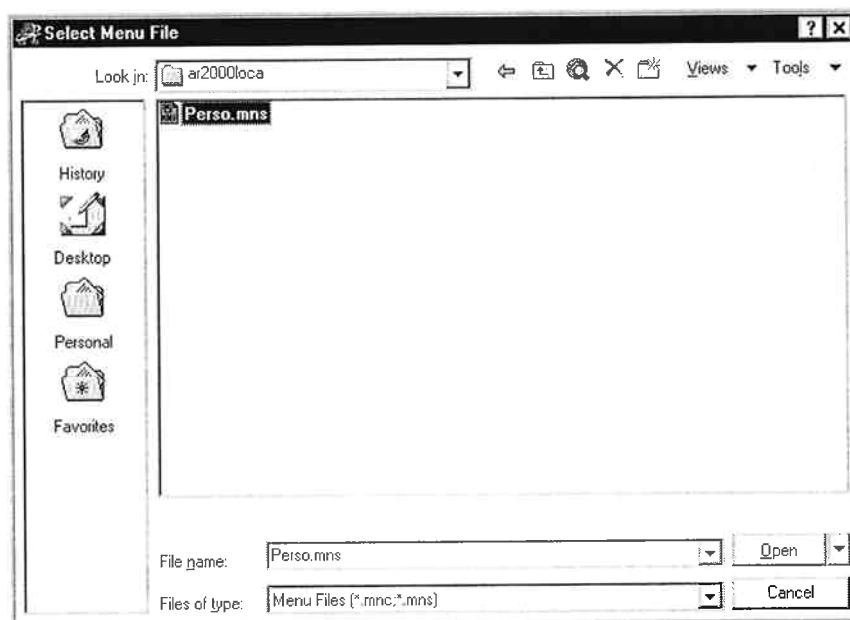 Select Menu File
Look in: ar2000loca Views Tools
Perso.mns
History
Desktop
Personal
Favorites
File name: Perso.mns Open
Files of type: Menu Files (*.mnc;*.mns) Cancel